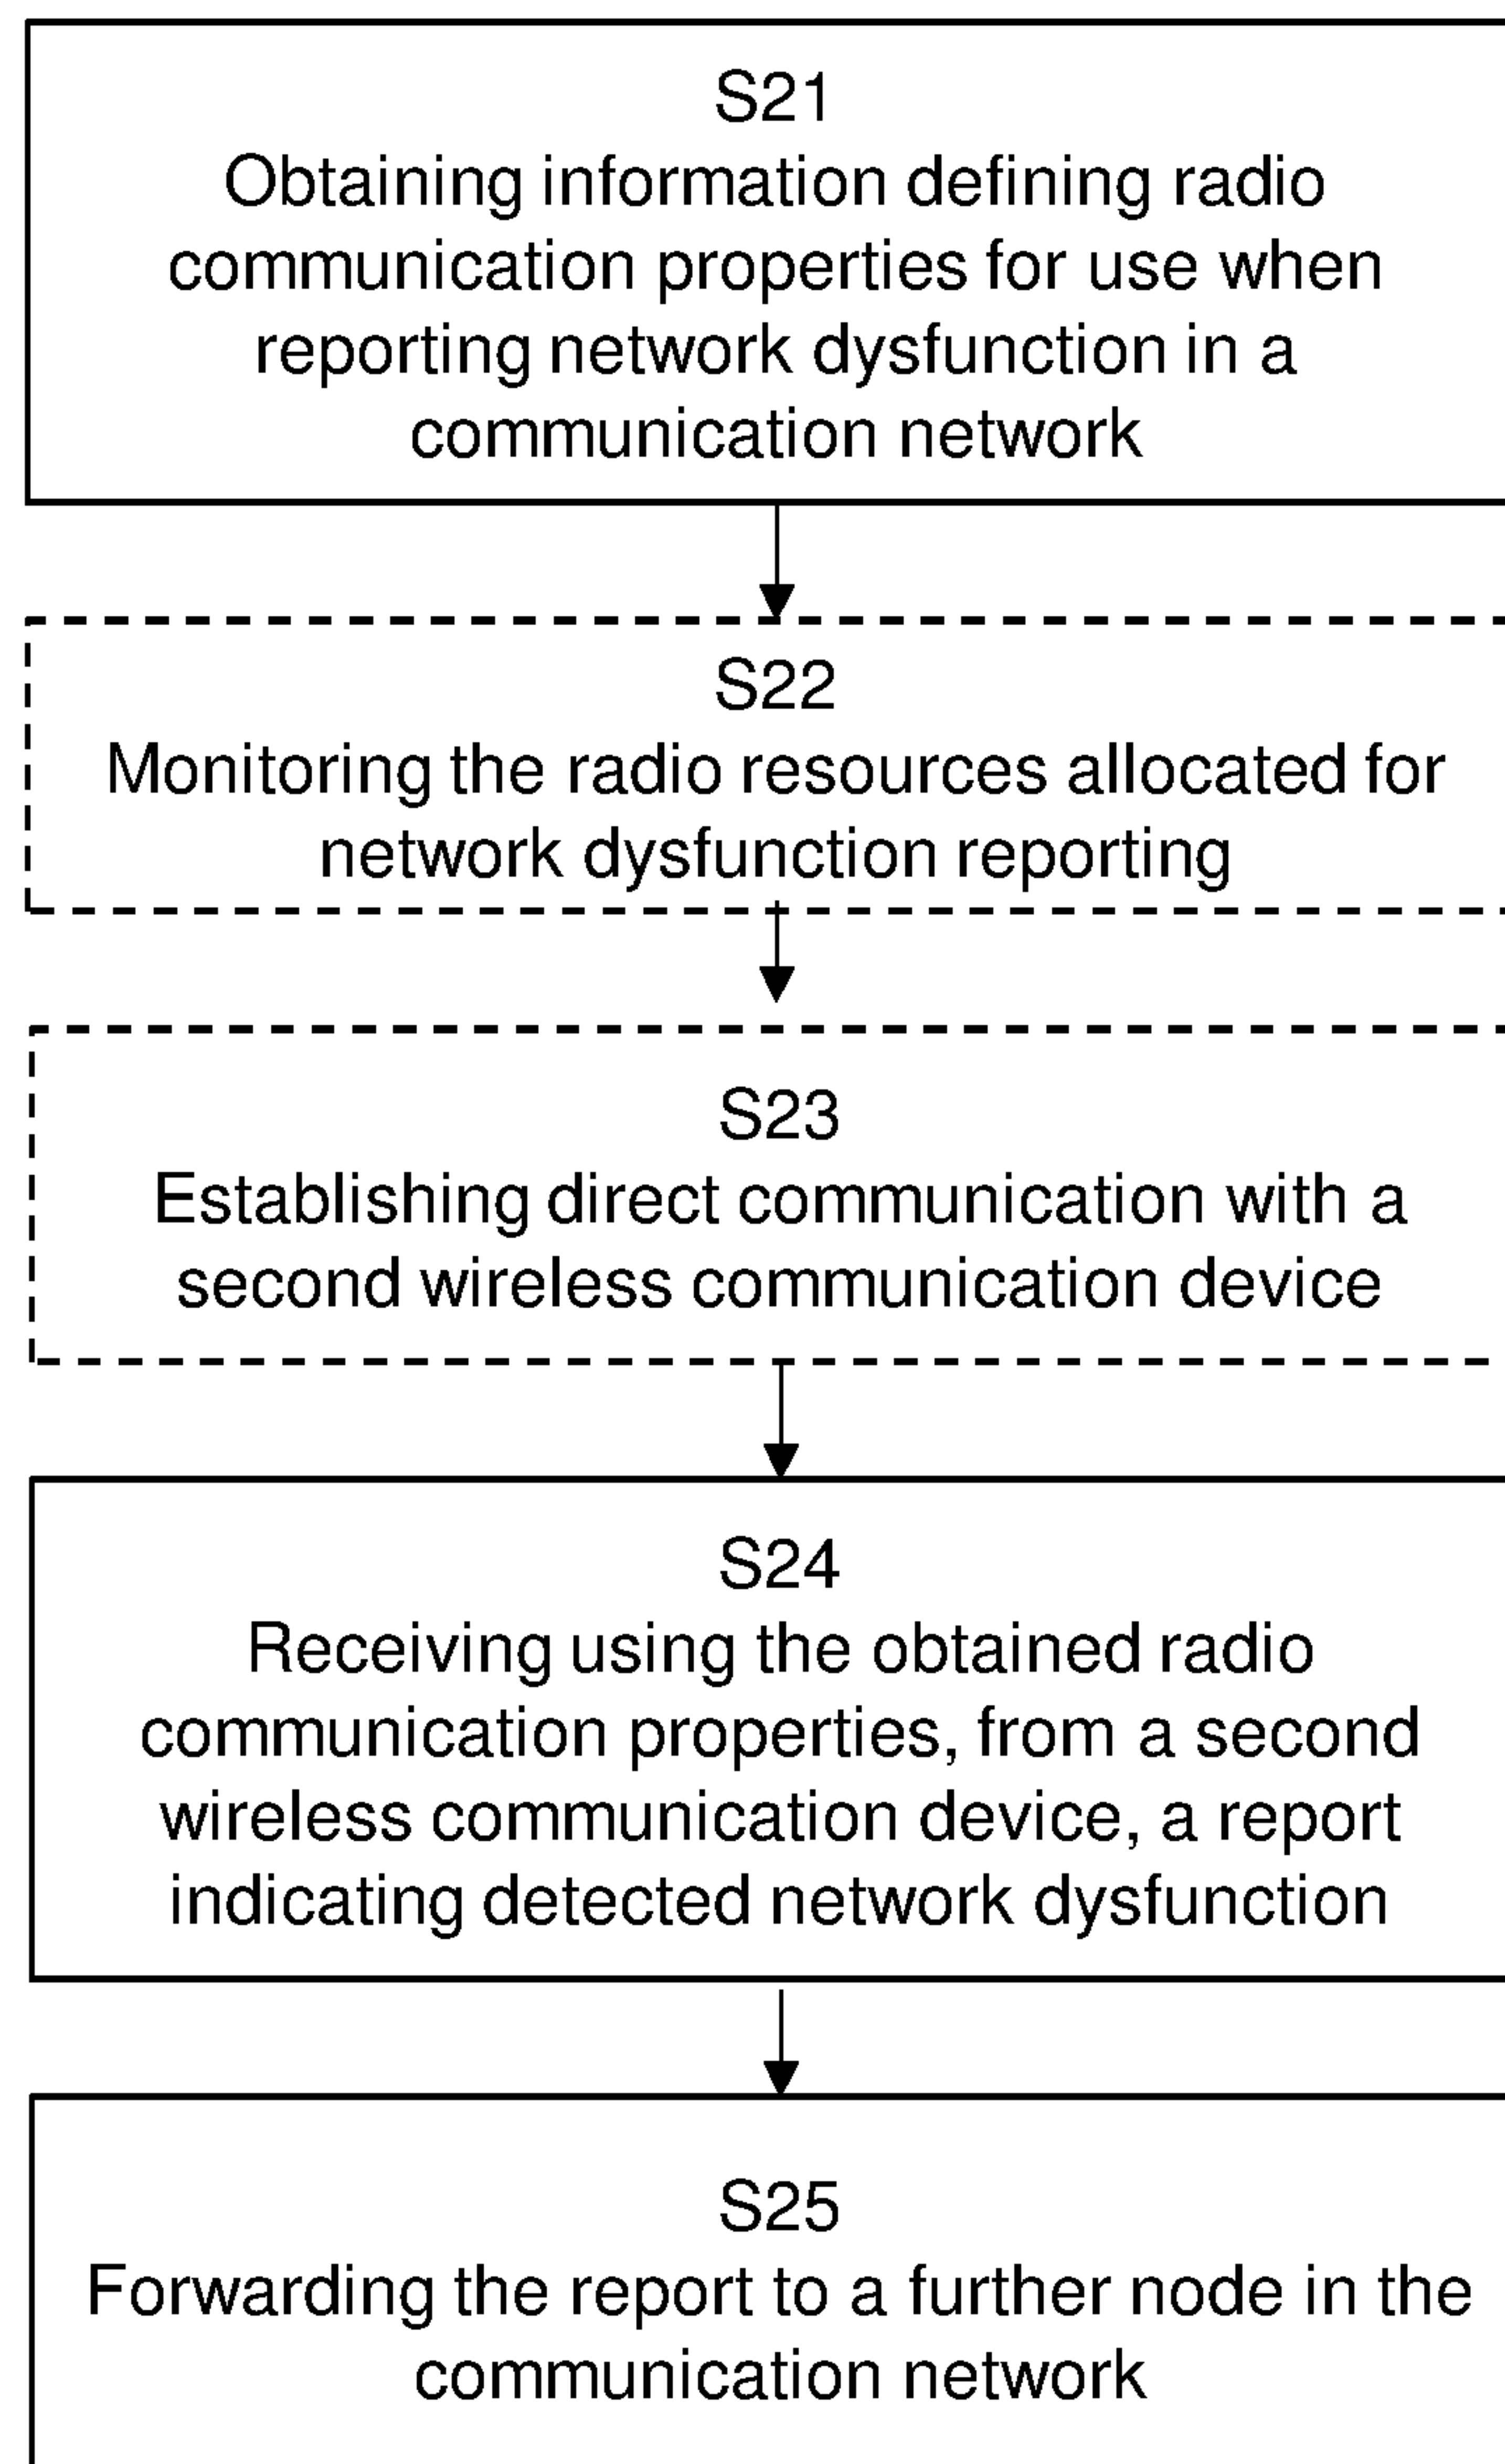 S21
Obtaining information defining radio
communication properties for use when
reporting network dysfunction in a
communication network
S22
Monitoring the radio resources allocated for
network dysfunction reporting
S23
Establishing direct communication with a
second wireless communication device
S24
Receiving using the obtained radio
communication properties, from a second
wireless communication device, a report
indicating detected network dysfunction
S25
Forwarding the report to a further node in the
communication network